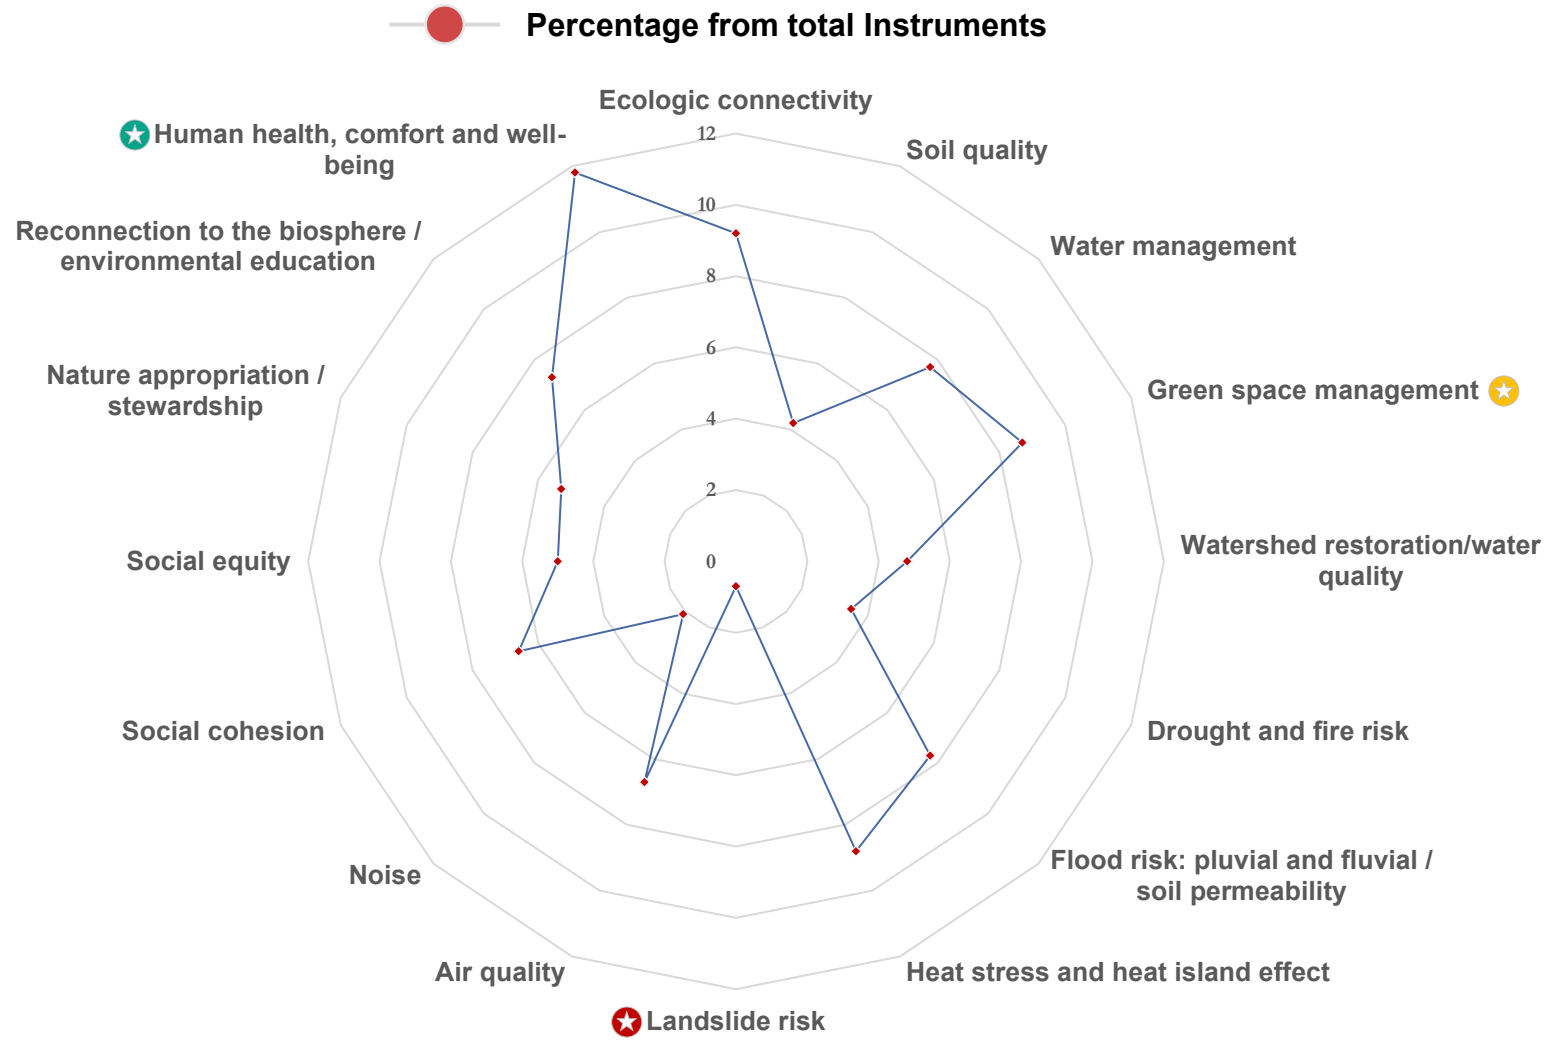 Percentage from total Instruments
Ecologic connectivity
Human health, comfort and well-
being
12
Soil quality
10
Reconnection to the biosphere /
environmental education
Water management
8
6
Nature appropriation /
stewardship
Green space management
4
2
0
Social equity
Watershed restoration/water
quality
Social cohesion
Drought and fire risk
Noise
Flood risk: pluvial and fluvial /
soil permeability
Air quality
Heat stress and heat island effect
Landslide risk